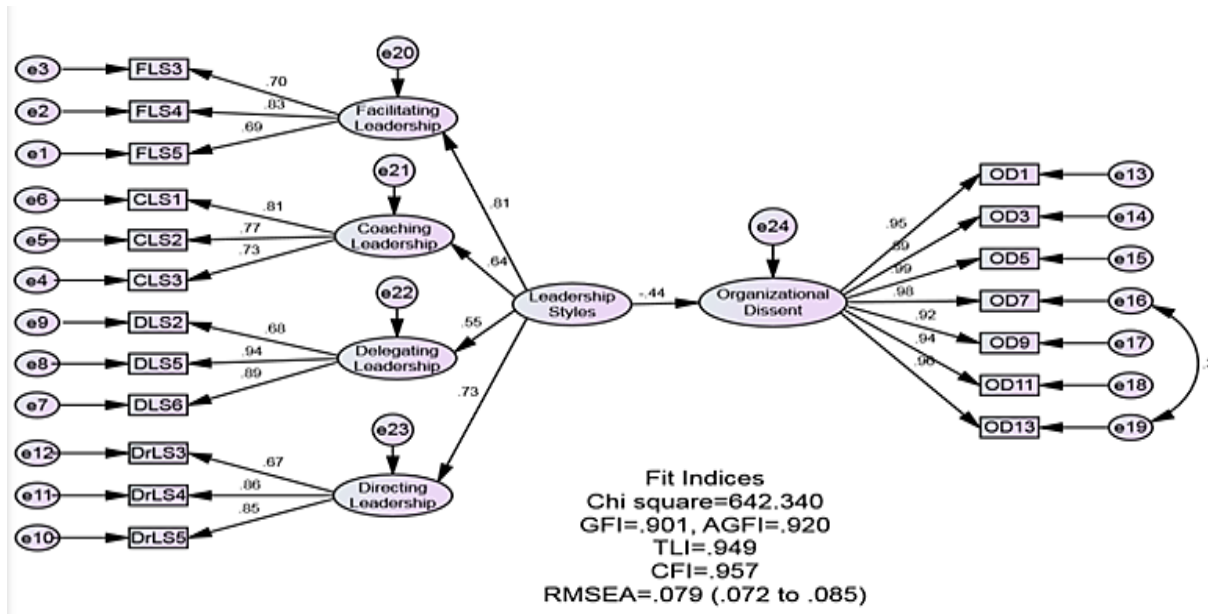 e20
e3
FLS3
.70
e2
FLS4
.83
Facilitating
Leadership
e1
FLS5
.69
e21
e6
CLS1
.81
e5
CLS2
.77
Coaching
Leadership
e4
CLS3
.73
.81
.64
e22
e9
DLS2
.68
e8
DLS5
.94
Delegating
Leadership
e7
DLS6
.89
.55
Leadership
Styles
-.44
e23
e12
DrLS3
.67
e11
DrLS4
.86
Directing
Leadership
e10
DrLS5
.85
.73
e24
Organizational
Dissent
.95
OD1
e13
.89
OD3
e14
.99
OD5
e15
.98
OD7
e16
.92
OD9
e17
.94
OD11
e18
.96
OD13
e19
Fit Indices
Chi square=642.340
GFI=.901, AGFI=.920
TLI=.949
CFI=.957
RMSEA=.079 (.072 to .085)